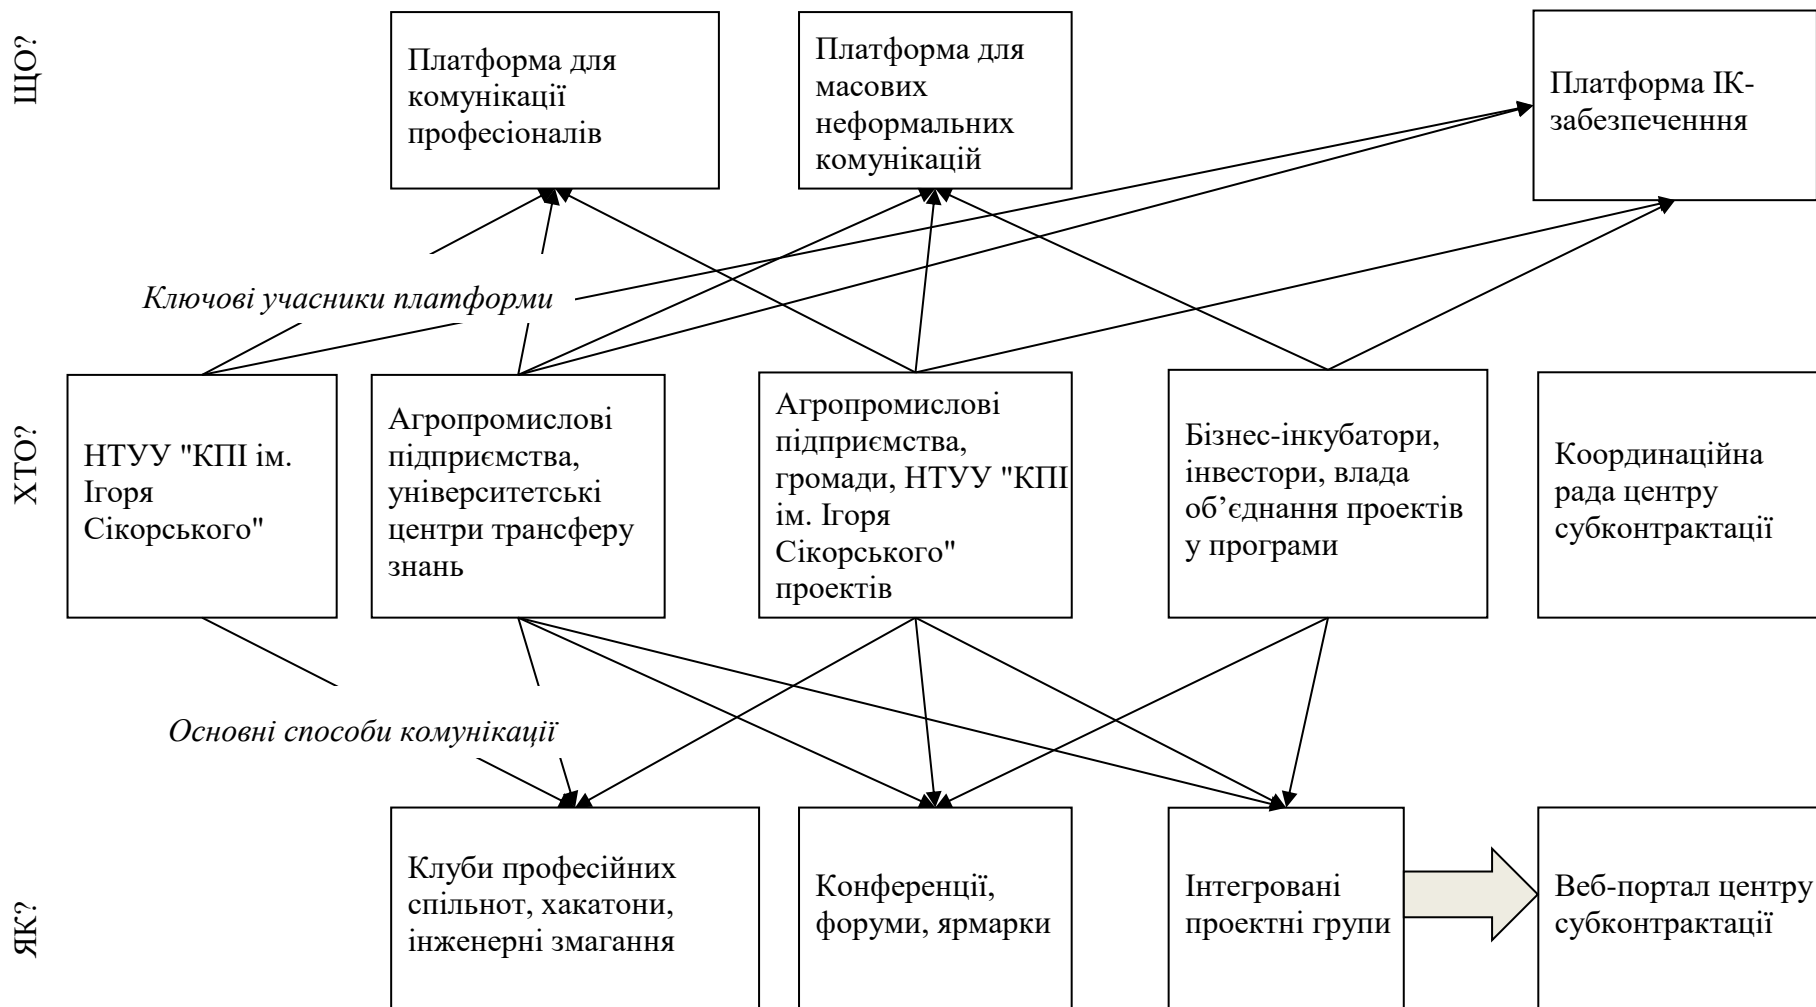 ЩО?
Платформа для
комунікації
професіоналів
Платформа для
масових
неформальних
комунікацій
Платформа ІК-
забезпеченння
Ключові учасники платформи
ХТО?
НТУУ "КПІ ім.
Ігоря
Сікорського"
Агропромислові
підприємства,
університетські
центри трансферу
знань
Агропромислові
підприємства,
громади, НТУУ "КПІ
ім. Ігоря
Сікорського"
проектів
Бізнес-інкубатори,
інвестори, влада
об’єднання проектів
у програми
Координаційна
рада центру
субконтрактації
Основні способи комунікації
ЯК?
Клуби професійних
спільнот, хакатони,
інженерні змагання
Конференції,
форуми, ярмарки
Інтегровані
проектні групи
Веб-портал центру
субконтрактації